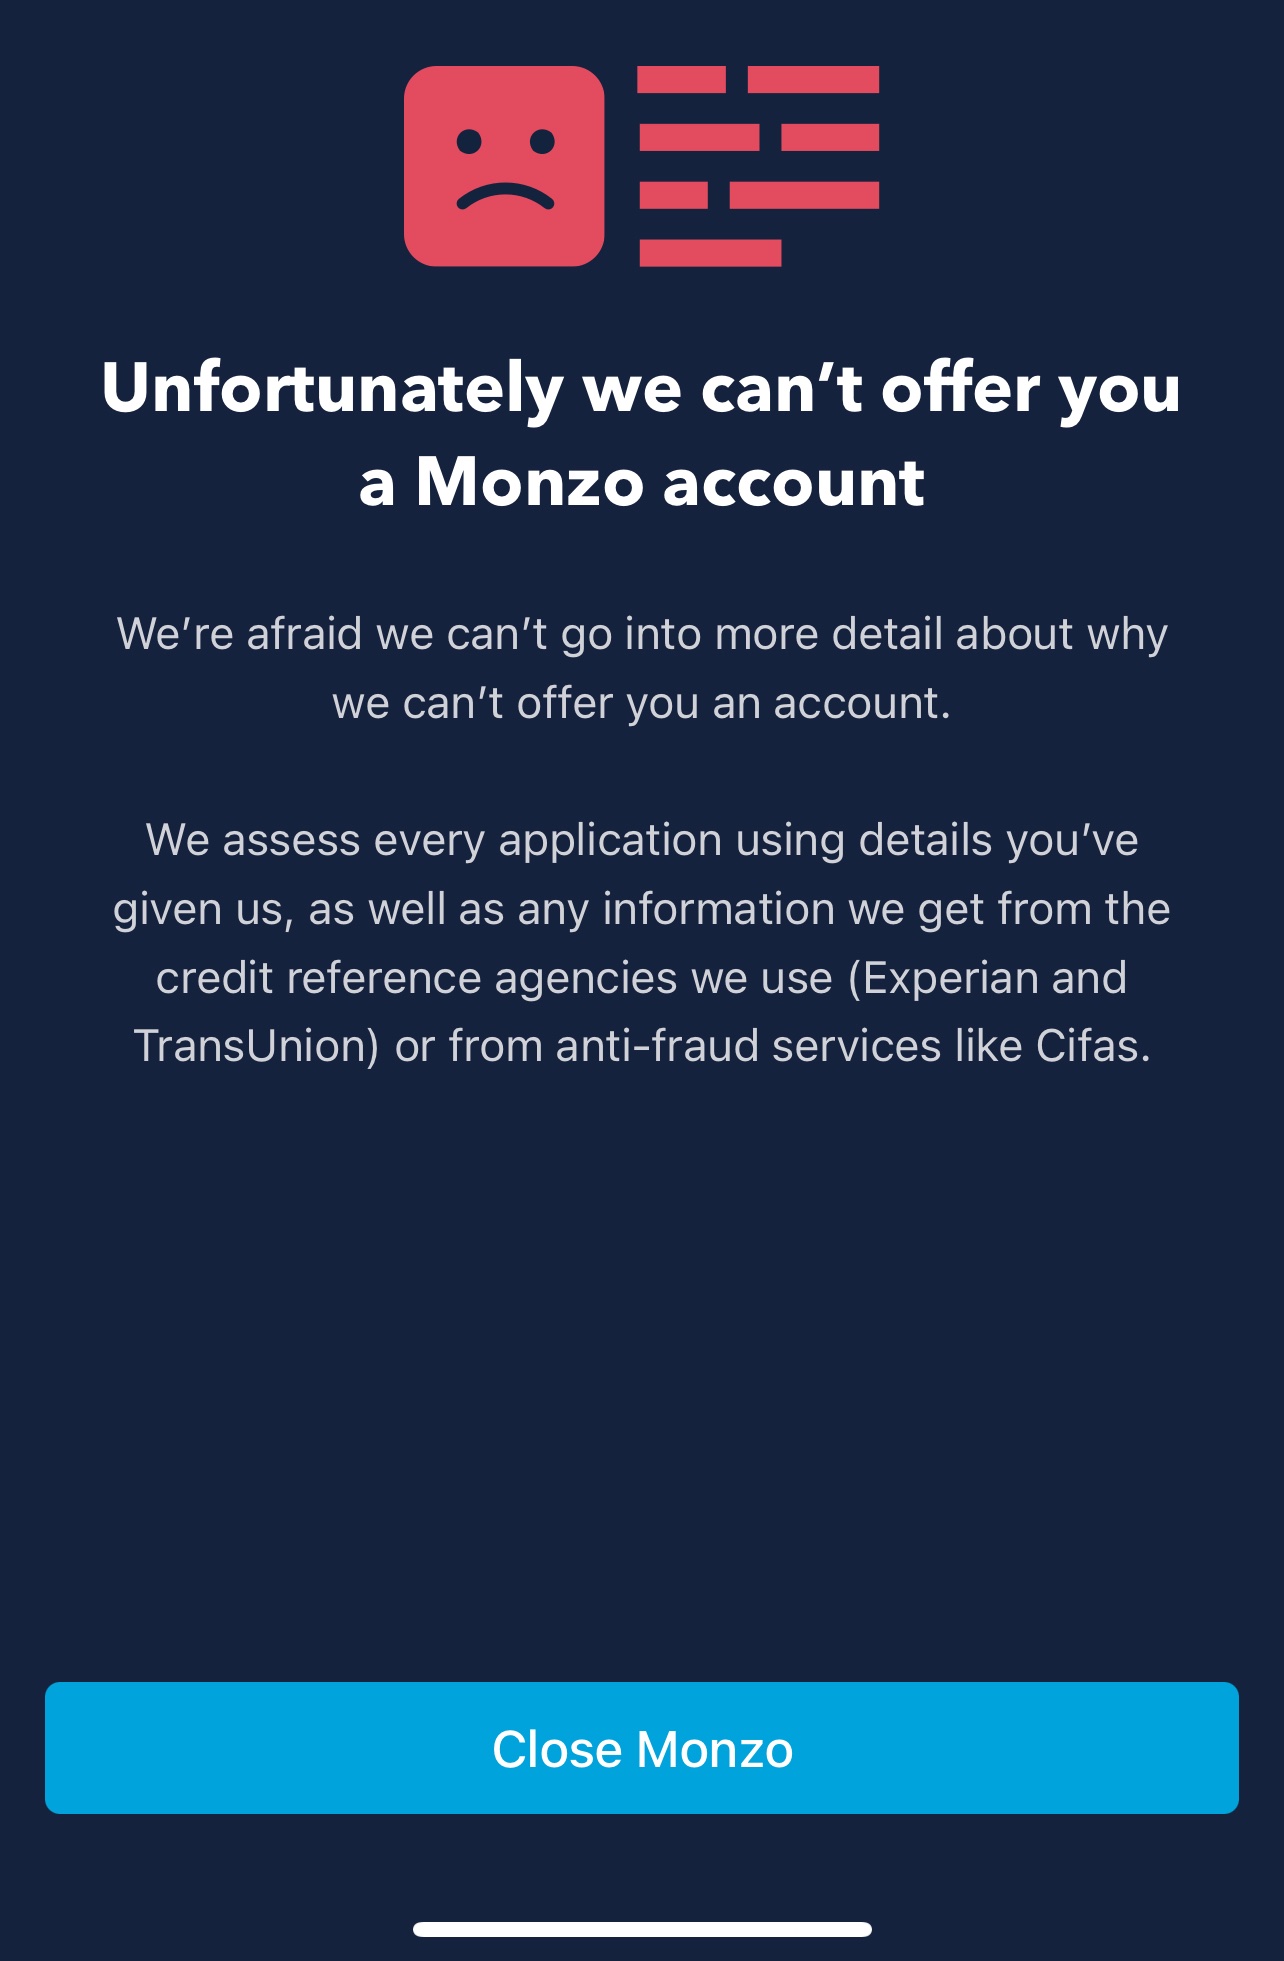 Unfortunately we can’t offer you
a Monzo account
We’re afraid we can’t go into more detail about why
we can’t offer you an account.
We assess every application using details you’ve
given us, as well as any information we get from the
credit reference agencies we use (Experian and
TransUnion) or from anti-fraud services like Cifas.
Close Monzo